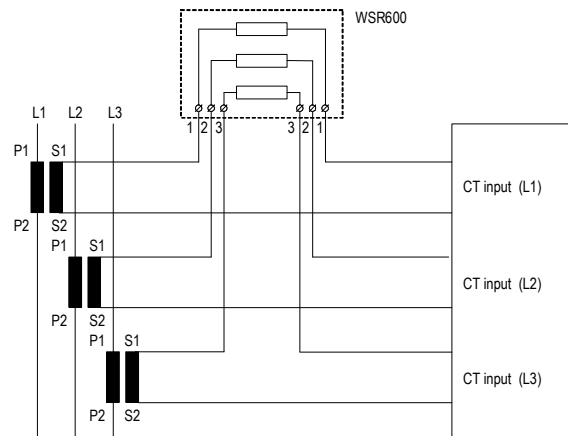 WSR600
L1 L2 L3
1 2 3 3 2 1
P1 S1
CT input (L1)
P2 S2
P1 S1
CT input (L2)
P2 S2
P1 S1
CT input (L3)
P2 S2